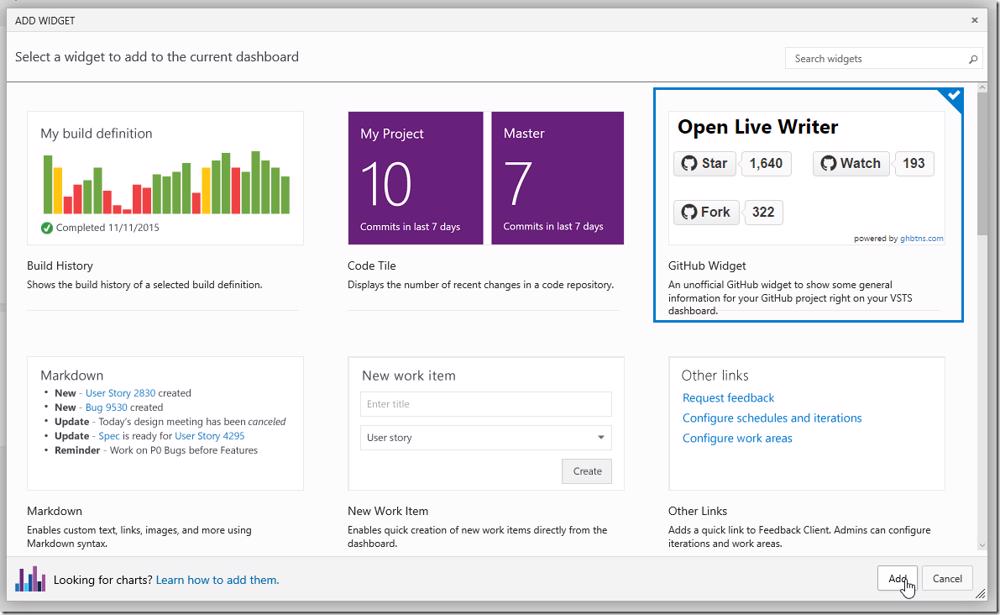 ADD WIDGET
Select a widget to add to the current dashboard
Search widgets
My build definition
Completed 11/11/2015
Build History
Shows the build history of a selected build definition.
My Project
10
Commits in last 7 days
Master
7
Commits in last 7 days
Code Tile
Displays the number of recent changes in a code repository.
Open Live Writer
Star 1,640 Watch 193
Fork 322
powered by ghbtns.com
GitHub Widget
An unofficial GitHub widget to show some general
information for your GitHub project right on your VSTS
dashboard.
Markdown
• New - User Story 2830 created
• New - Bug 9530 created
• Update - Today's design meeting has been canceled
• Update - Spec is ready for User Story 4295
• Reminder - Work on P0 Bugs before Features
Markdown
Enables custom text, links, images, and more using
Markdown syntax.
New work item
Enter title
User story
Create
New Work Item
Enables quick creation of new work items directly from the
dashboard.
Other links
Request feedback
Configure schedules and iterations
Configure work areas
Other Links
Adds a quick link to Feedback Client. Admins can configure
iterations and work areas.
Looking for charts? Learn how to add them.
Add
Cancel